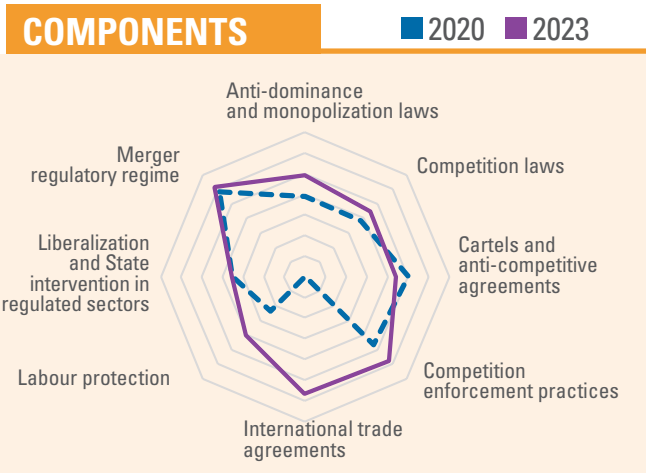 COMPONENTS
2020 2023
Anti-dominance
and monopolization laws
Merger
regulatory regime
Competition laws
Liberalization
and State
intervention in
regulated sectors
Cartels and
anti-competitive
agreements
Labour protection
Competition
enforcement practices
International trade
agreements